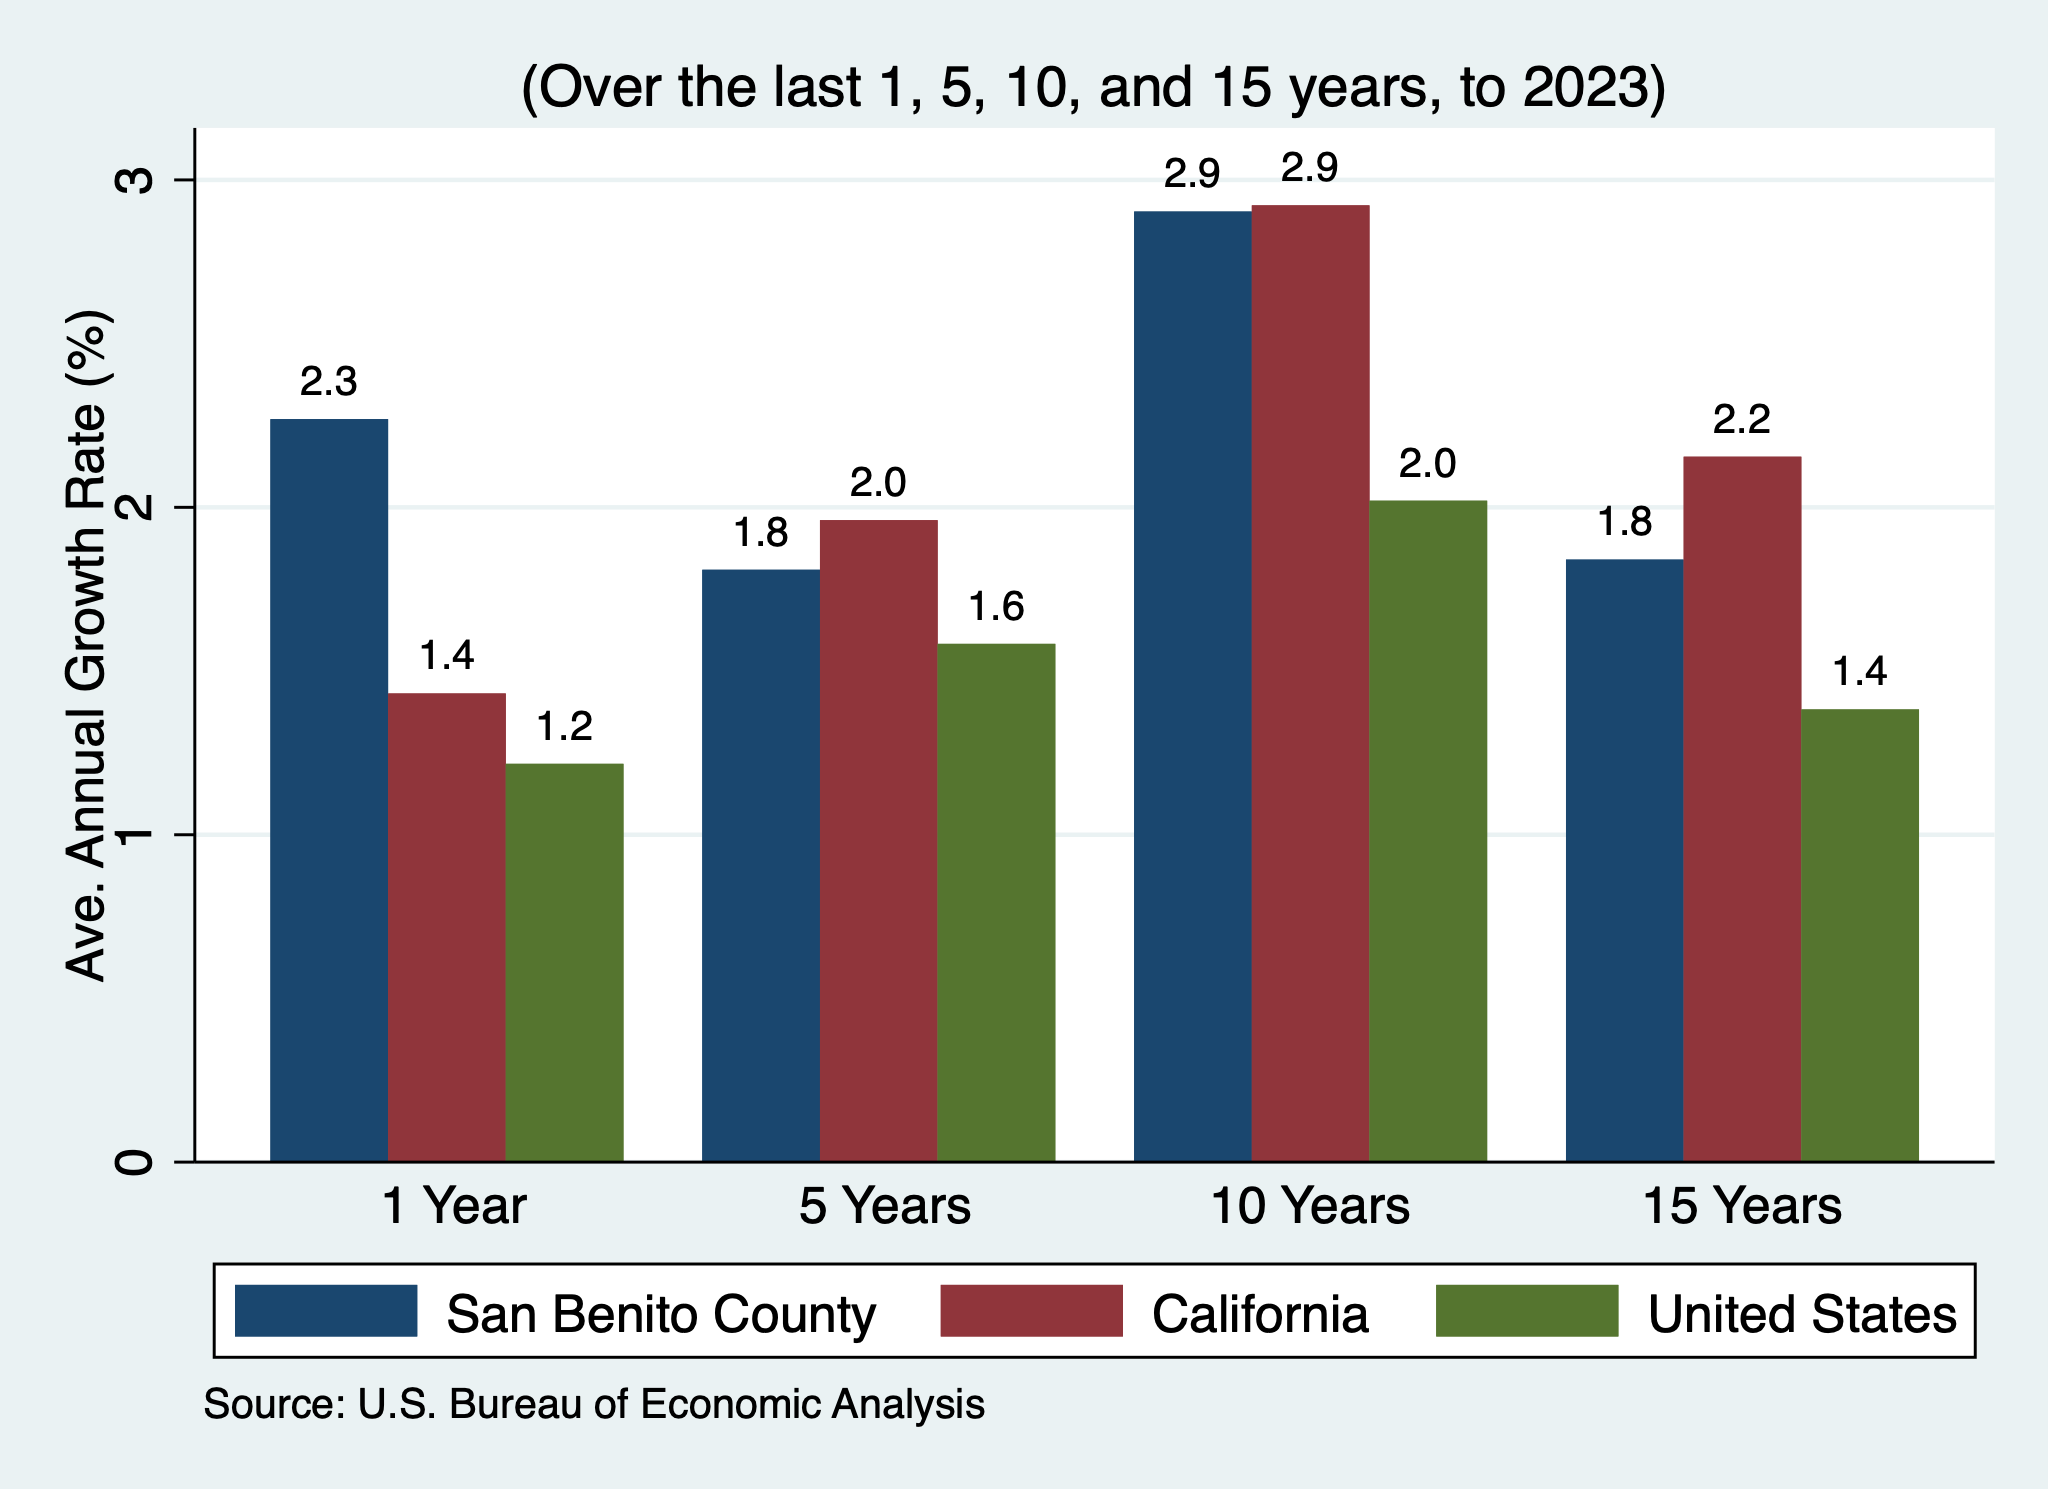 (Over the last 1, 5, 10, and 15 years, to 2023)
Ave. Annual Growth Rate (%)
3
2
1
0
2.3
1.4
1.2
1.8
2.0
1.6
2.9
2.9
2.0
1.8
2.2
1.4
1 Year
5 Years
10 Years
15 Years
San Benito County
California
United States
Source: U.S. Bureau of Economic Analysis